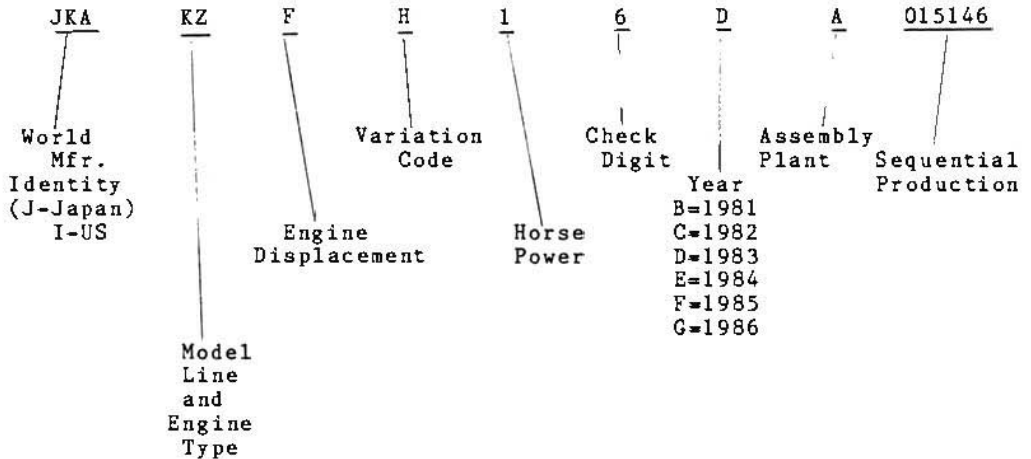 JKA KZ F H 1 6 D A 015146
World
Mfr.
Identity
(J-Japan)
I-US
Model
Line
and
Engine
Type
Engine
Displacement
Variation
Code
Horse
Power
Check
Digit
Year
B=1981
C=1982
D=1983
E=1984
F=1985
G=1986
Assembly
Plant
Sequential
Production